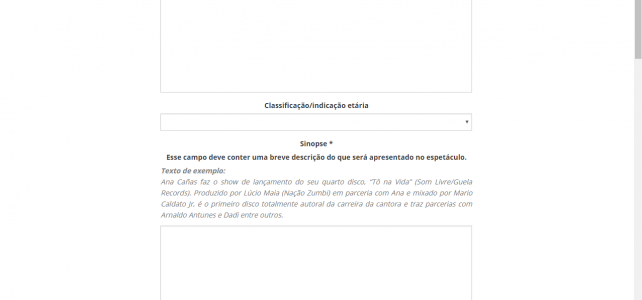 Classificação/indicação etária
Sinopse *
Esse campo deve conter uma breve descrição do que será apresentado no espetáculo.
Texto de exemplo:
Ana Cañas faz o show de lançamento do seu quarto disco, "Tô na Vida" (Som Livre/Guela
Records). Produzido por Lúcio Maia (Nação Zumbi) em parceria com Ana e mixado por Mario
Caldato Jr, é o primeiro disco totalmente autoral da carreira da cantora e traz parcerias com
Arnaldo Antunes e Dadi entre outros.